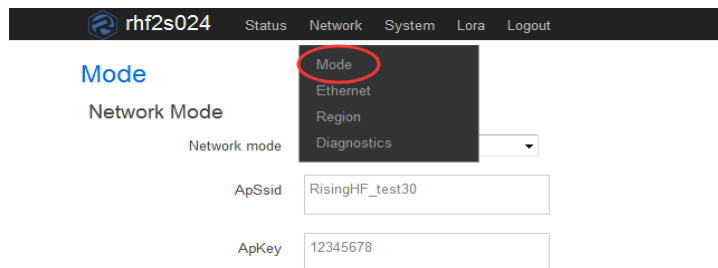 rhf2s024 Status Network System Lora Logout
Mode
Ethernet
Region
Diagnostics
Mode
Network Mode
Network mode
ApSsid RisingHF_test30
ApKey 12345678